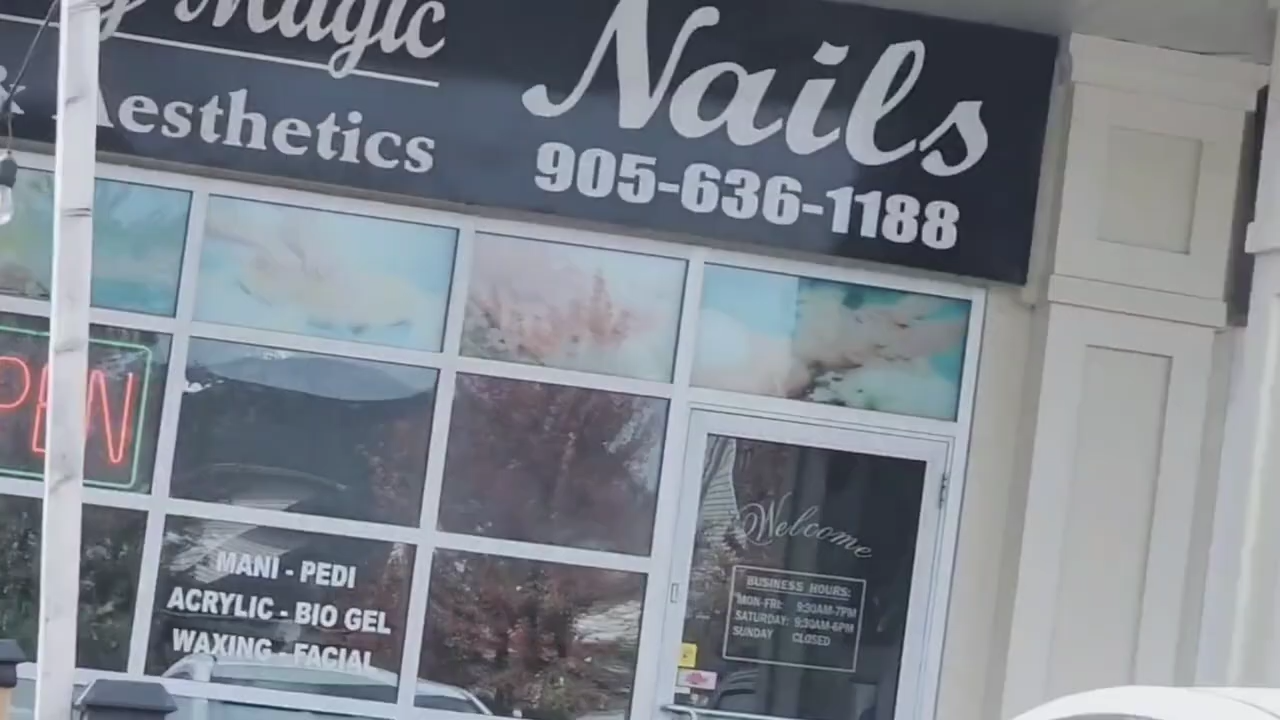 Magic
& Aesthetics
Nails
905-636-1188
OPEN
MANI - PEDI
ACRYLIC - BIO GEL
WAXING - FACIAL
Welcome
BUSINESS HOURS:
MON-FRI: 9:30AM-7PM
SATURDAY: 9:30AM-6PM
SUNDAY CLOSED